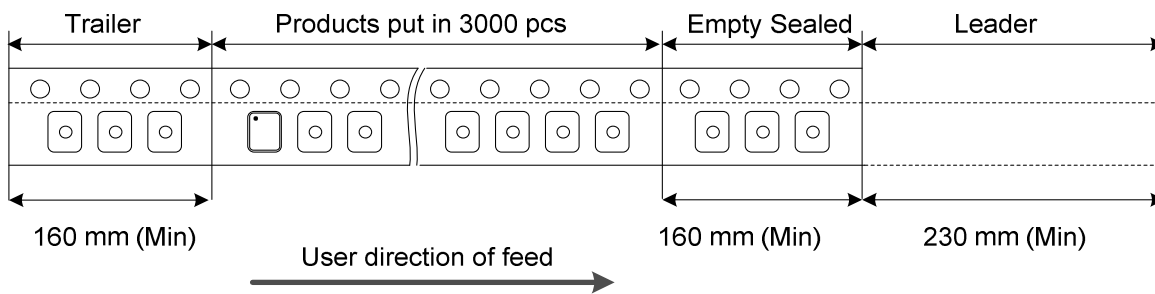 Trailer Products put in 3000 pcs Empty Sealed Leader
160 mm (Min) 160 mm (Min) 230 mm (Min)
User direction of feed